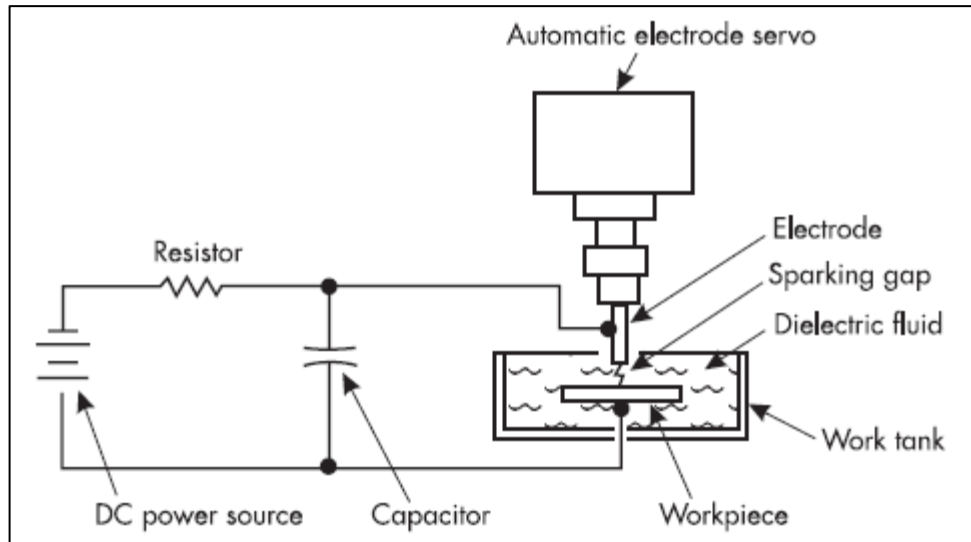 Automatic electrode servo
Resistor
Electrode
Sparking gap
Dielectric fluid
Work tank
DC power source
Capacitor
Workpiece